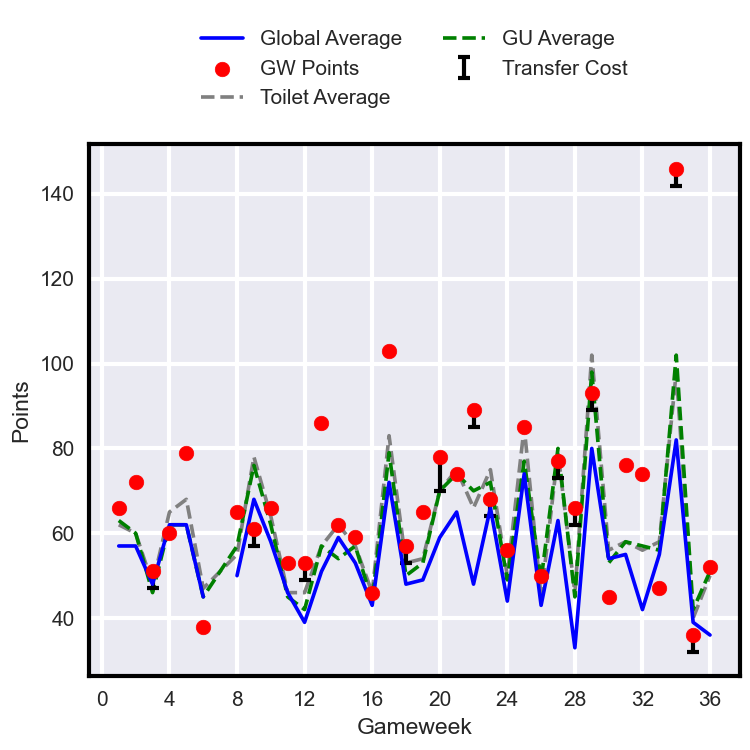 Global Average
GW Points
Toilet Average
GU Average
Transfer Cost
Points
140
120
100
80
60
40
0 4 8 12 16 20 24 28 32 36
Gameweek